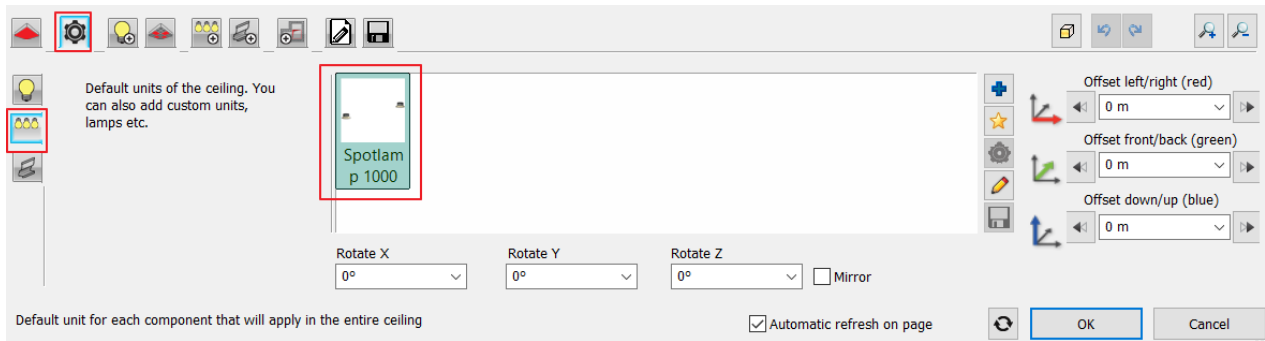 Default units of the ceiling. You
can also add custom units,
lamps etc.
Spotlam
p 1000
Offset left/right (red)
0 m
Offset front/back (green)
0 m
Offset down/up (blue)
0 m
Rotate X
Rotate Y
Rotate Z
0°
0°
0°
Mirror
Default unit for each component that will apply in the entire ceiling
Automatic refresh on page
OK
Cancel